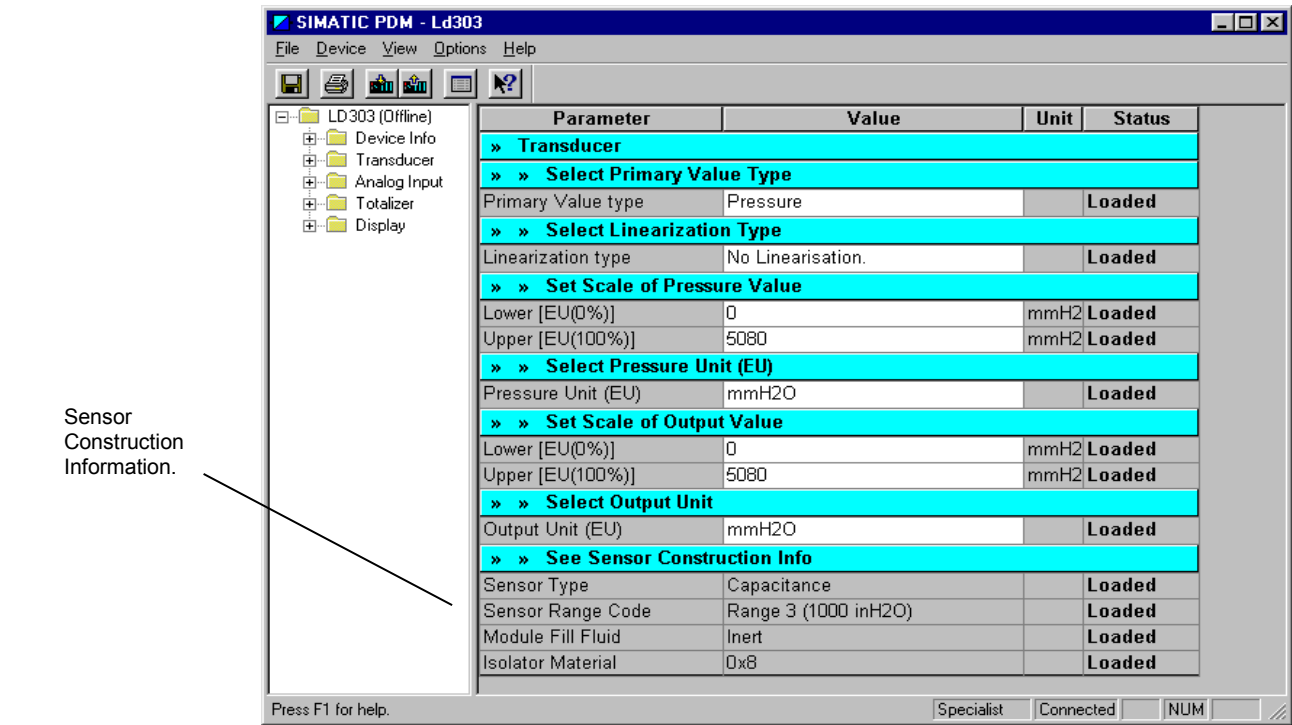 SIMATIC PDM - Ld303
File Device View Options Help
LD303 (Offline)
Device Info
Transducer
Analog Input
Totalizer
Display
Parameter Value Unit Status
» Transducer
» » Select Primary Value Type
Primary Value type Pressure Loaded
» » Select Linearization Type
Linearization type No Linearisation. Loaded
» » Set Scale of Pressure Value
Lower [EU(0%)] 0 mmH2 Loaded
Upper [EU(100%)] 5080 mmH2 Loaded
» » Select Pressure Unit (EU)
Pressure Unit (EU) mmH2O Loaded
» » Set Scale of Output Value
Lower [EU(0%)] 0 mmH2 Loaded
Upper [EU(100%)] 5080 mmH2 Loaded
» » Select Output Unit
Output Unit (EU) mmH2O Loaded
» » See Sensor Construction Info
Sensor Type Capacitance Loaded
Sensor Range Code Range 3 (1000 inH2O) Loaded
Module Fill Fluid Inert Loaded
Isolator Material 0x8 Loaded
Sensor
Construction
Information.
Press F1 for help. Specialist Connected NUM